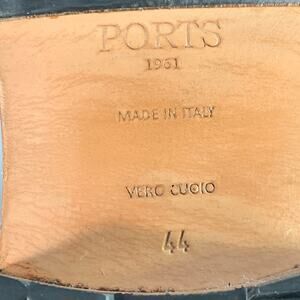 PORTS
1961
MADE IN ITALY
VERO CUOIO
44